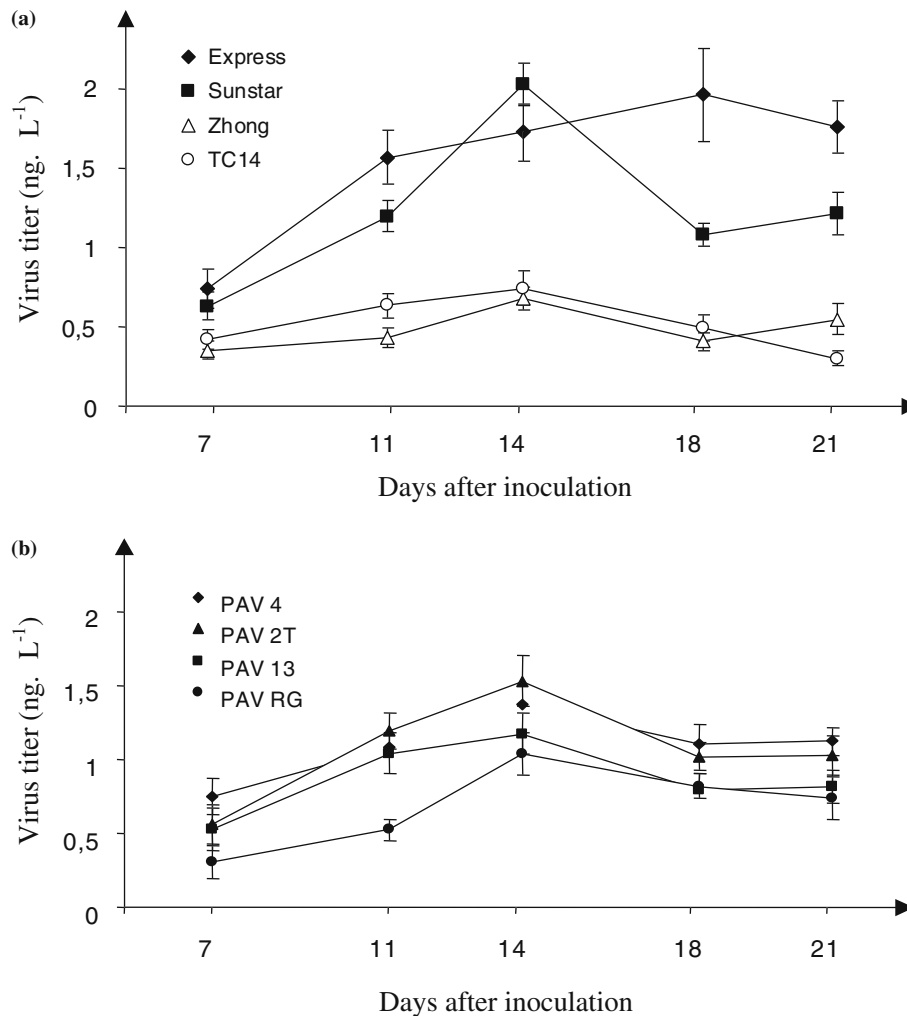 (a)
Virus titer (ng. L-1)
2
1,5
1
0,5
0
Express
Sunstar
Zhong
TC14
7 11 14 18 21
Days after inoculation
(b)
Virus titer (ng. L-1)
2
1,5
1
0,5
0
PAV 4
PAV 2T
PAV 13
PAV RG
7 11 14 18 21
Days after inoculation